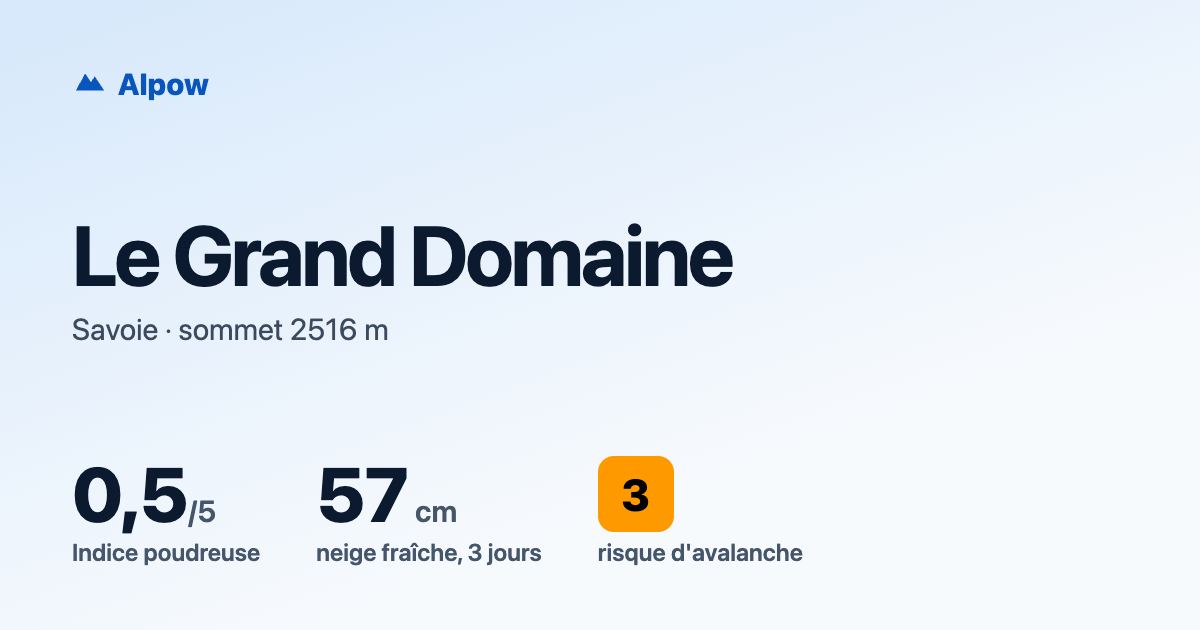 Alpow
Le Grand Domaine
Savoie · sommet 2516 m
0,5/5 57 cm 3
Indice poudreuse neige fraîche, 3 jours risque d'avalanche